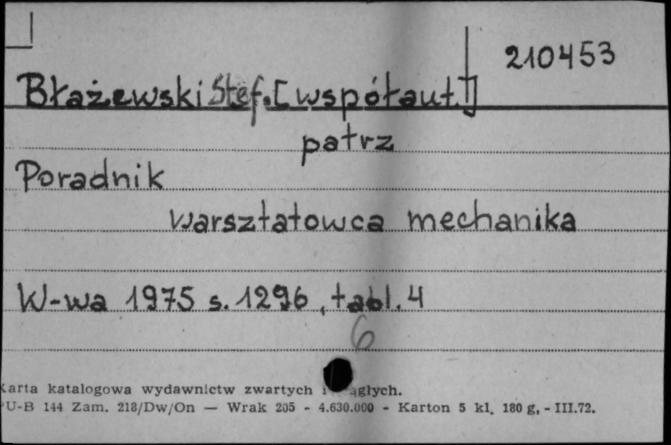 210453
Błażewski Stef. [współaut.]
patrz
Poradnik
warsztatowca mechanika
W-wa 1975 s. 1296, tabl. 4
6
Karta katalogowa wydawnictw zwartych i
PU-B 144 Zam. 218/Dw/On — Wrak 205 - 4.630.000 - Karton 5 kl. 180 g, - III.72.